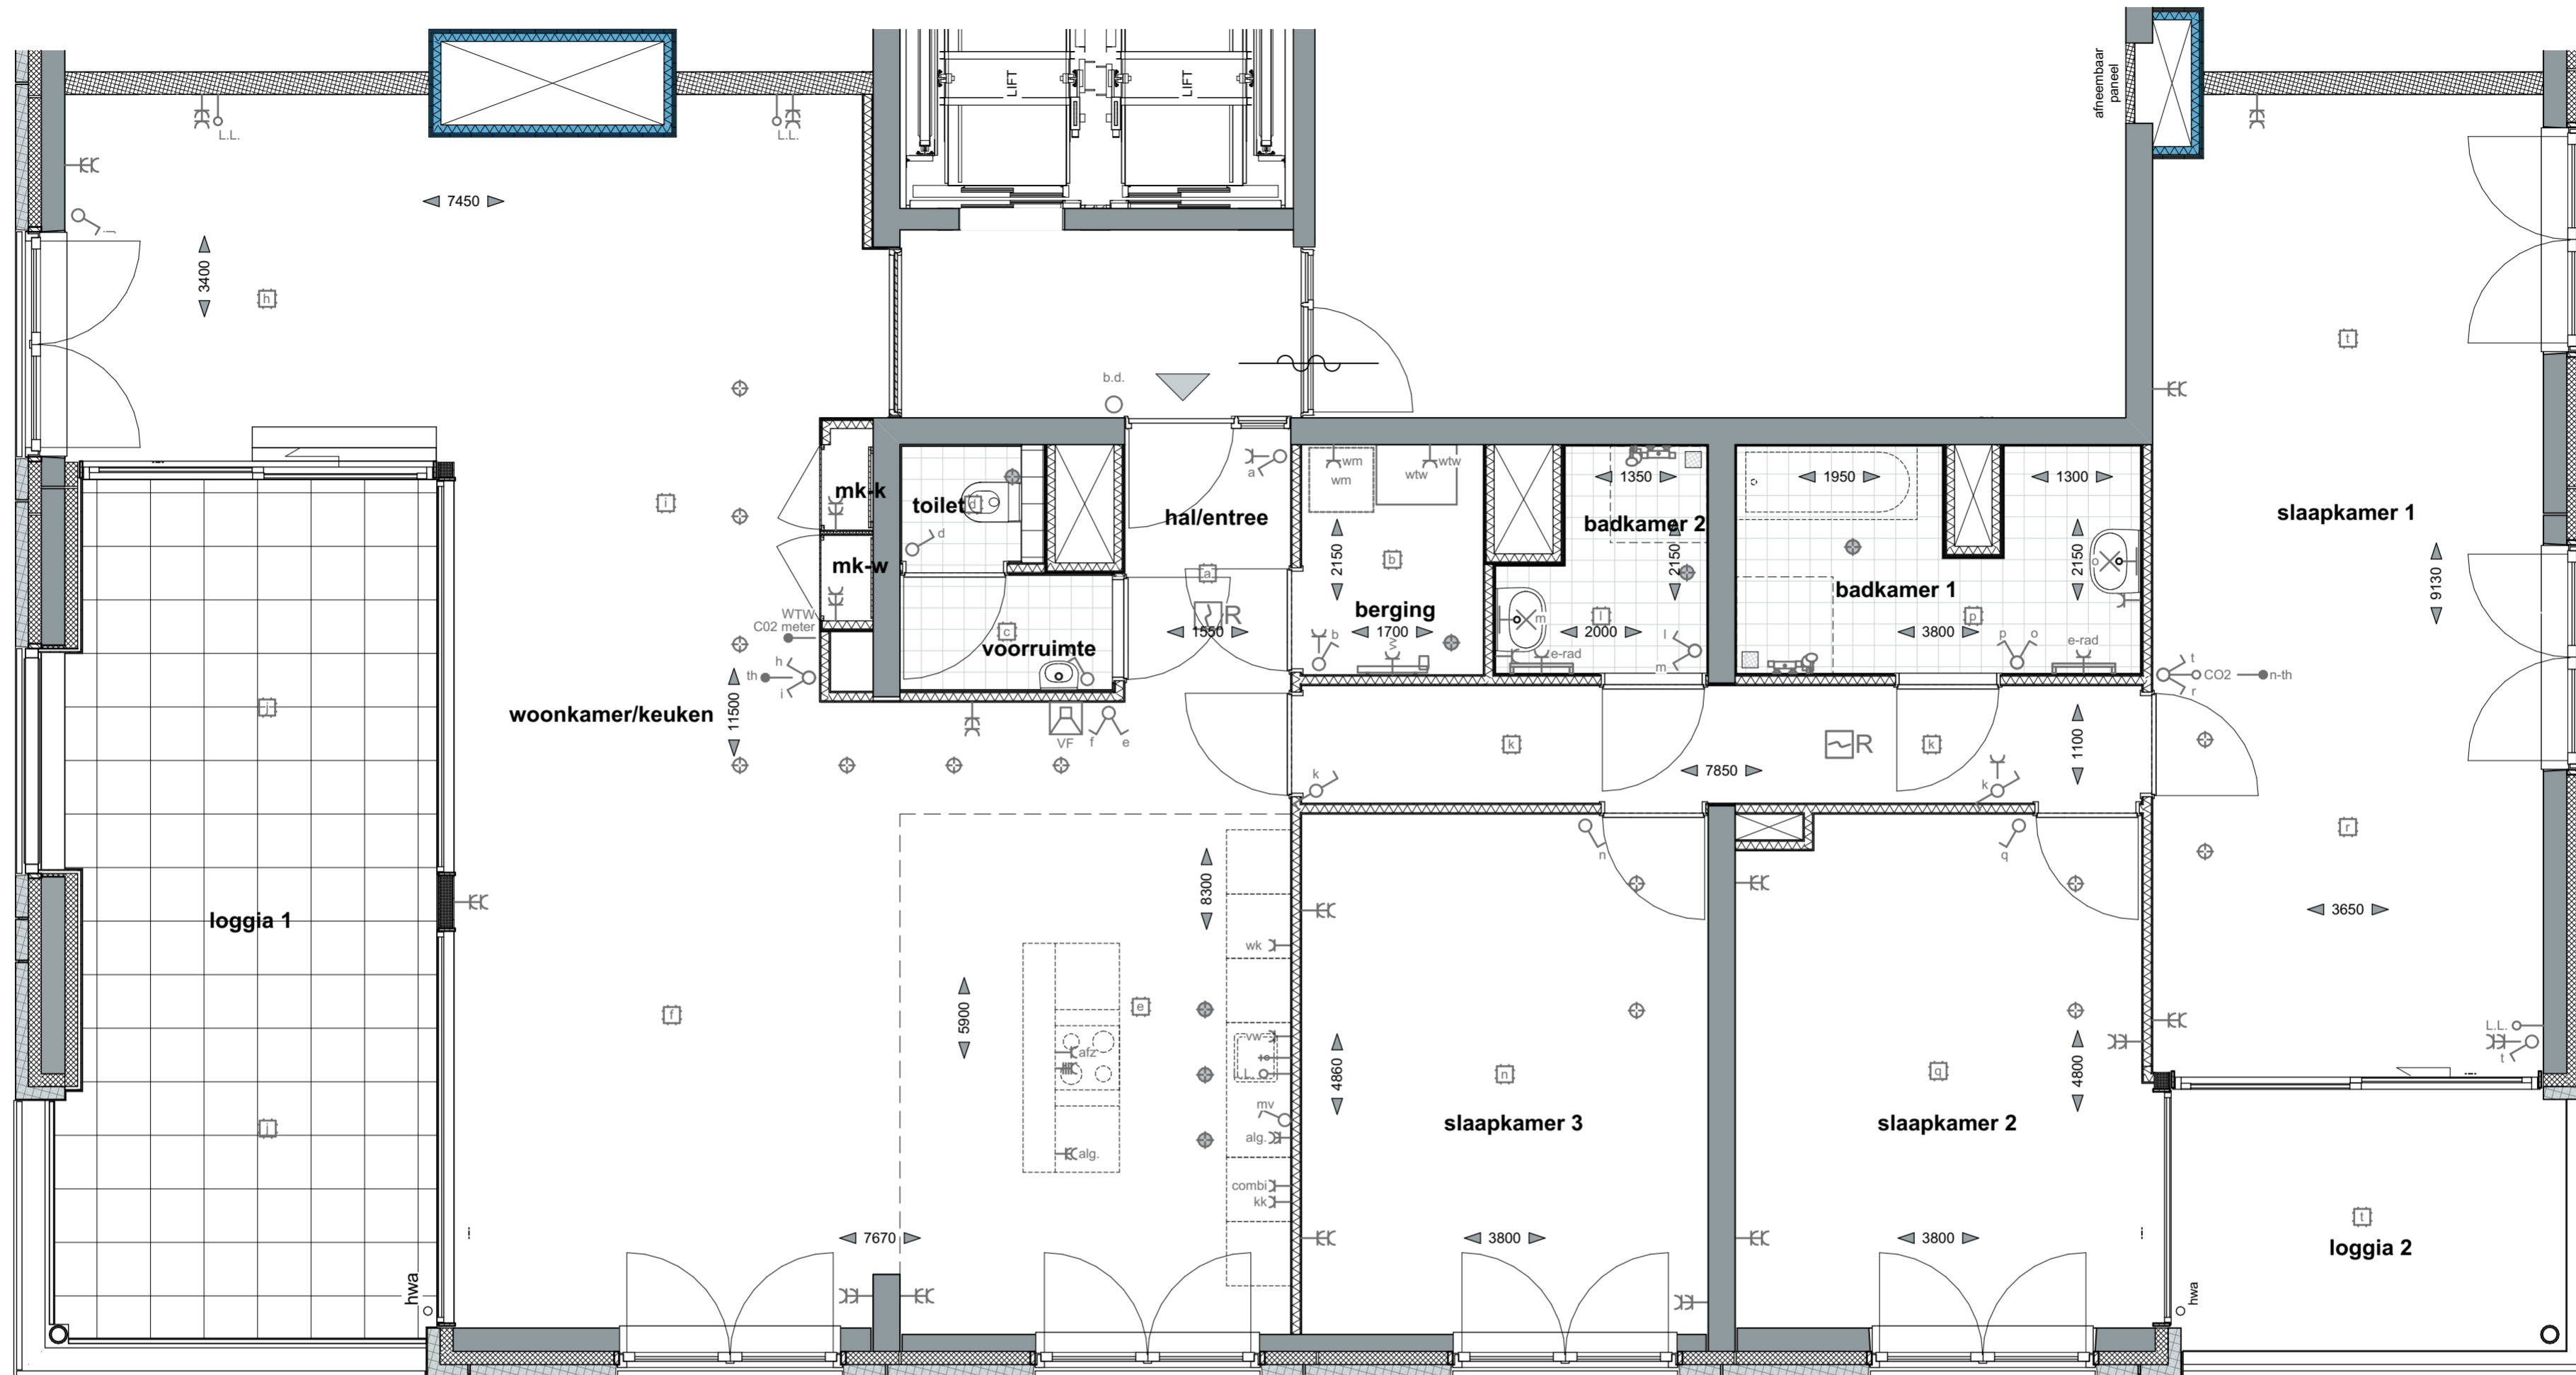 LIFT
LIFT
afneembaar
paneel
L.L.
L.L.
7450
3400
h
t
b.d.
a
wm
wm
wtw
wtw
1350
1950
1300
mk-k
toilet
d
d
hal/entree
badkamer 2
slaapkamer 1
i
mk-w
a
2150
b
2150
2150
9130
badkamer 1
o
berging
WTW
C02 meter
c
R
1550
b
1700
m
l
2000
l
p
3800
p
o
e-rad
voorruimte
e-rad
m
h
th
i
t
CO2
n-th
r
j
woonkamer/keuken
11500
VF
f
e
k
R
k
1100
7850
k
k
n
q
r
8300
loggia 1
3650
wk
5900
f
e
vw
afz
L.L.
L.L.
t
4860
n
q
4800
mv
alg.
alg.
j
slaapkamer 3
slaapkamer 2
combi
kk
t
7670
3800
3800
loggia 2
hwa
hwa